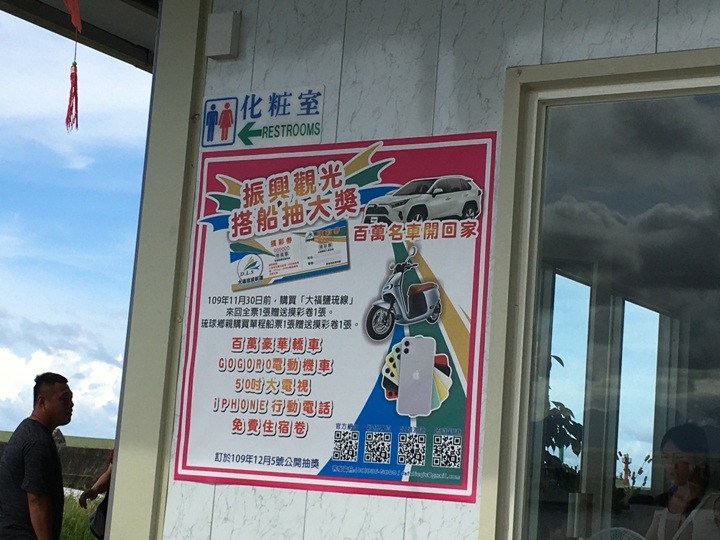 化粧室
RESTROOMS
振興觀光
搭船抽大獎
百萬名車開回家
摸彩券
D.L.S
109年11月30日前，購買「大福鹽琉線」
來回全票1張贈送摸彩卷1張。
琉球鄉親購買單程船票1張贈送摸彩卷1張。
百萬豪華轎車
GOGORO電動機車
50吋大電視
iPHONE行動電話
免費住宿卷
官方
訂於109年12月5號公開抽獎